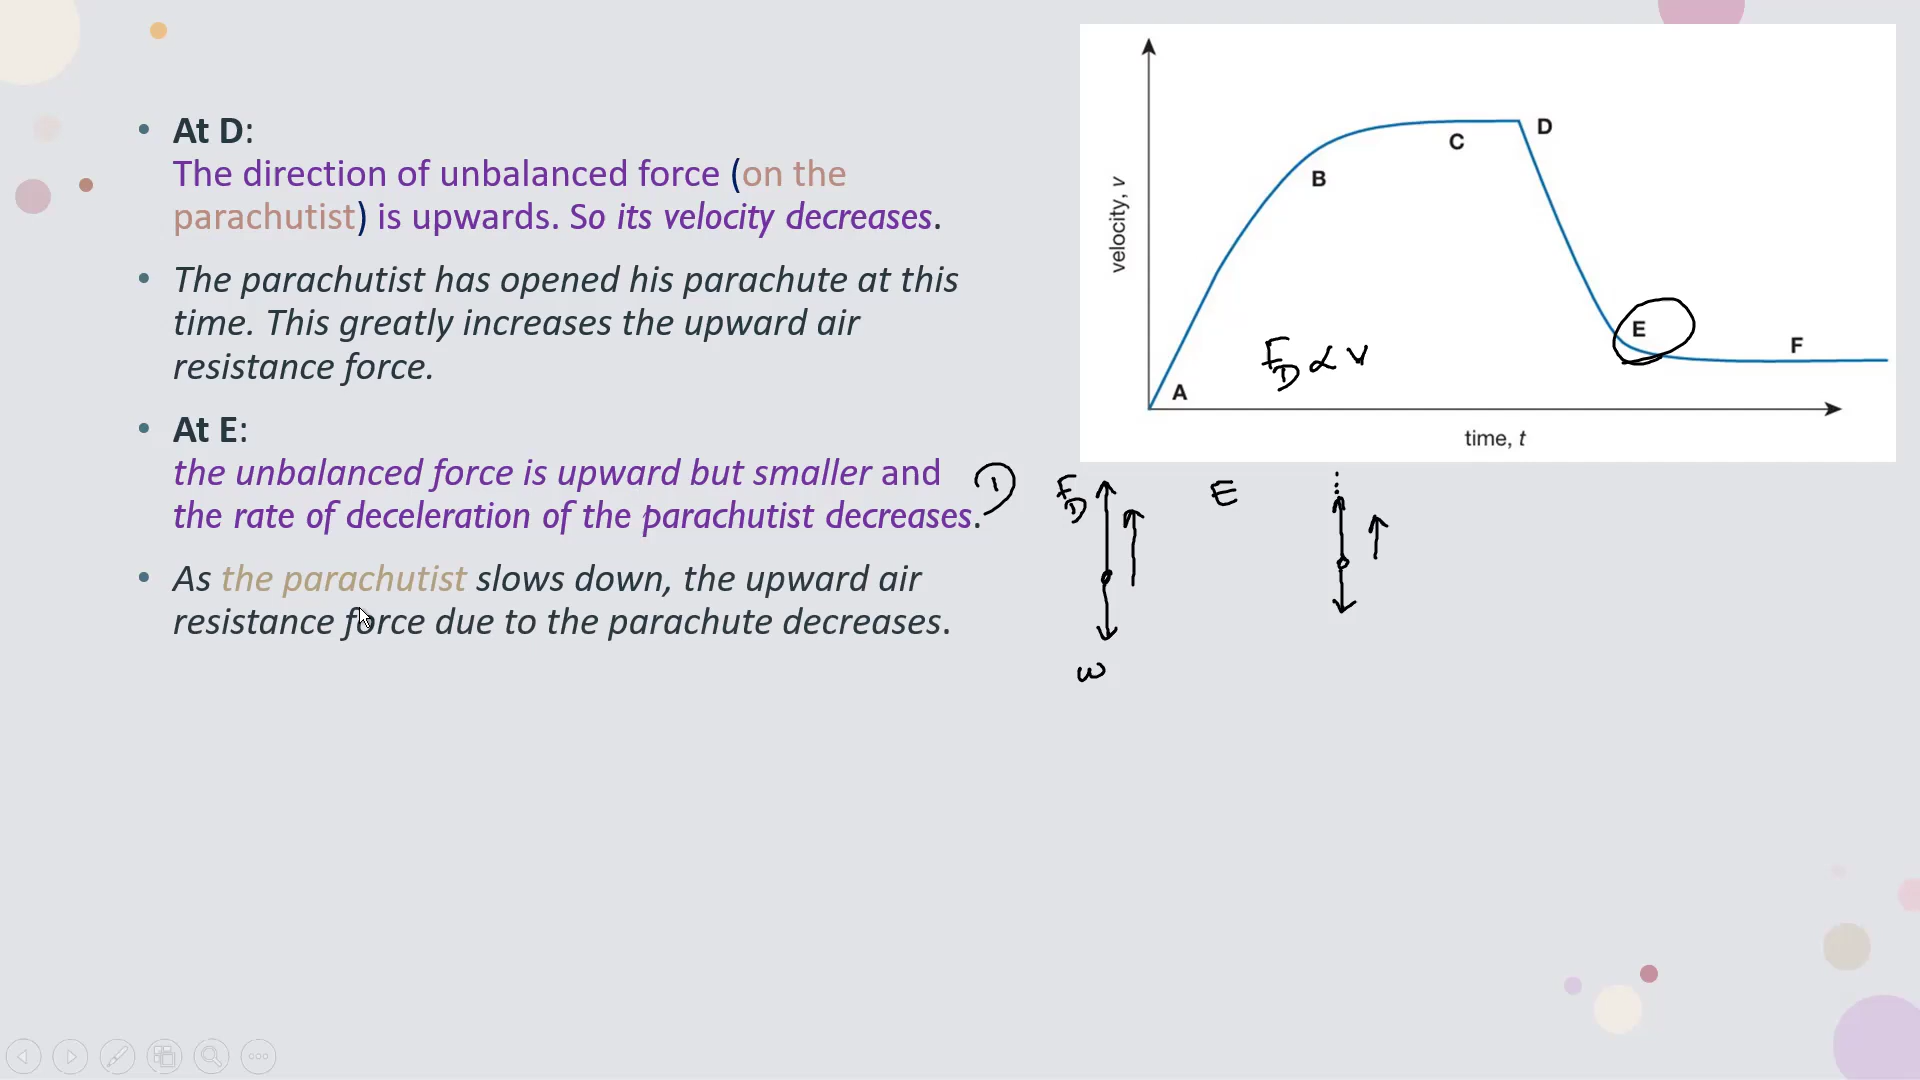 • At D:
The direction of unbalanced force (on the
parachutist) is upwards. So its velocity decreases.
• The parachutist has opened his parachute at this
time. This greatly increases the upward air
resistance force.
• At E:
the unbalanced force is upward but smaller and
the rate of deceleration of the parachutist decreases.
• As the parachutist slows down, the upward air
resistance force due to the parachute decreases.
velocity, v
A
B
C
D
E
F
F_D ∝ v
time, t
F_D
E
w